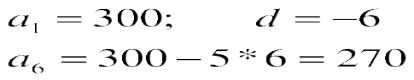 a₁ = 300; d = −6
a₆ = 300 − 5 * 6 = 270